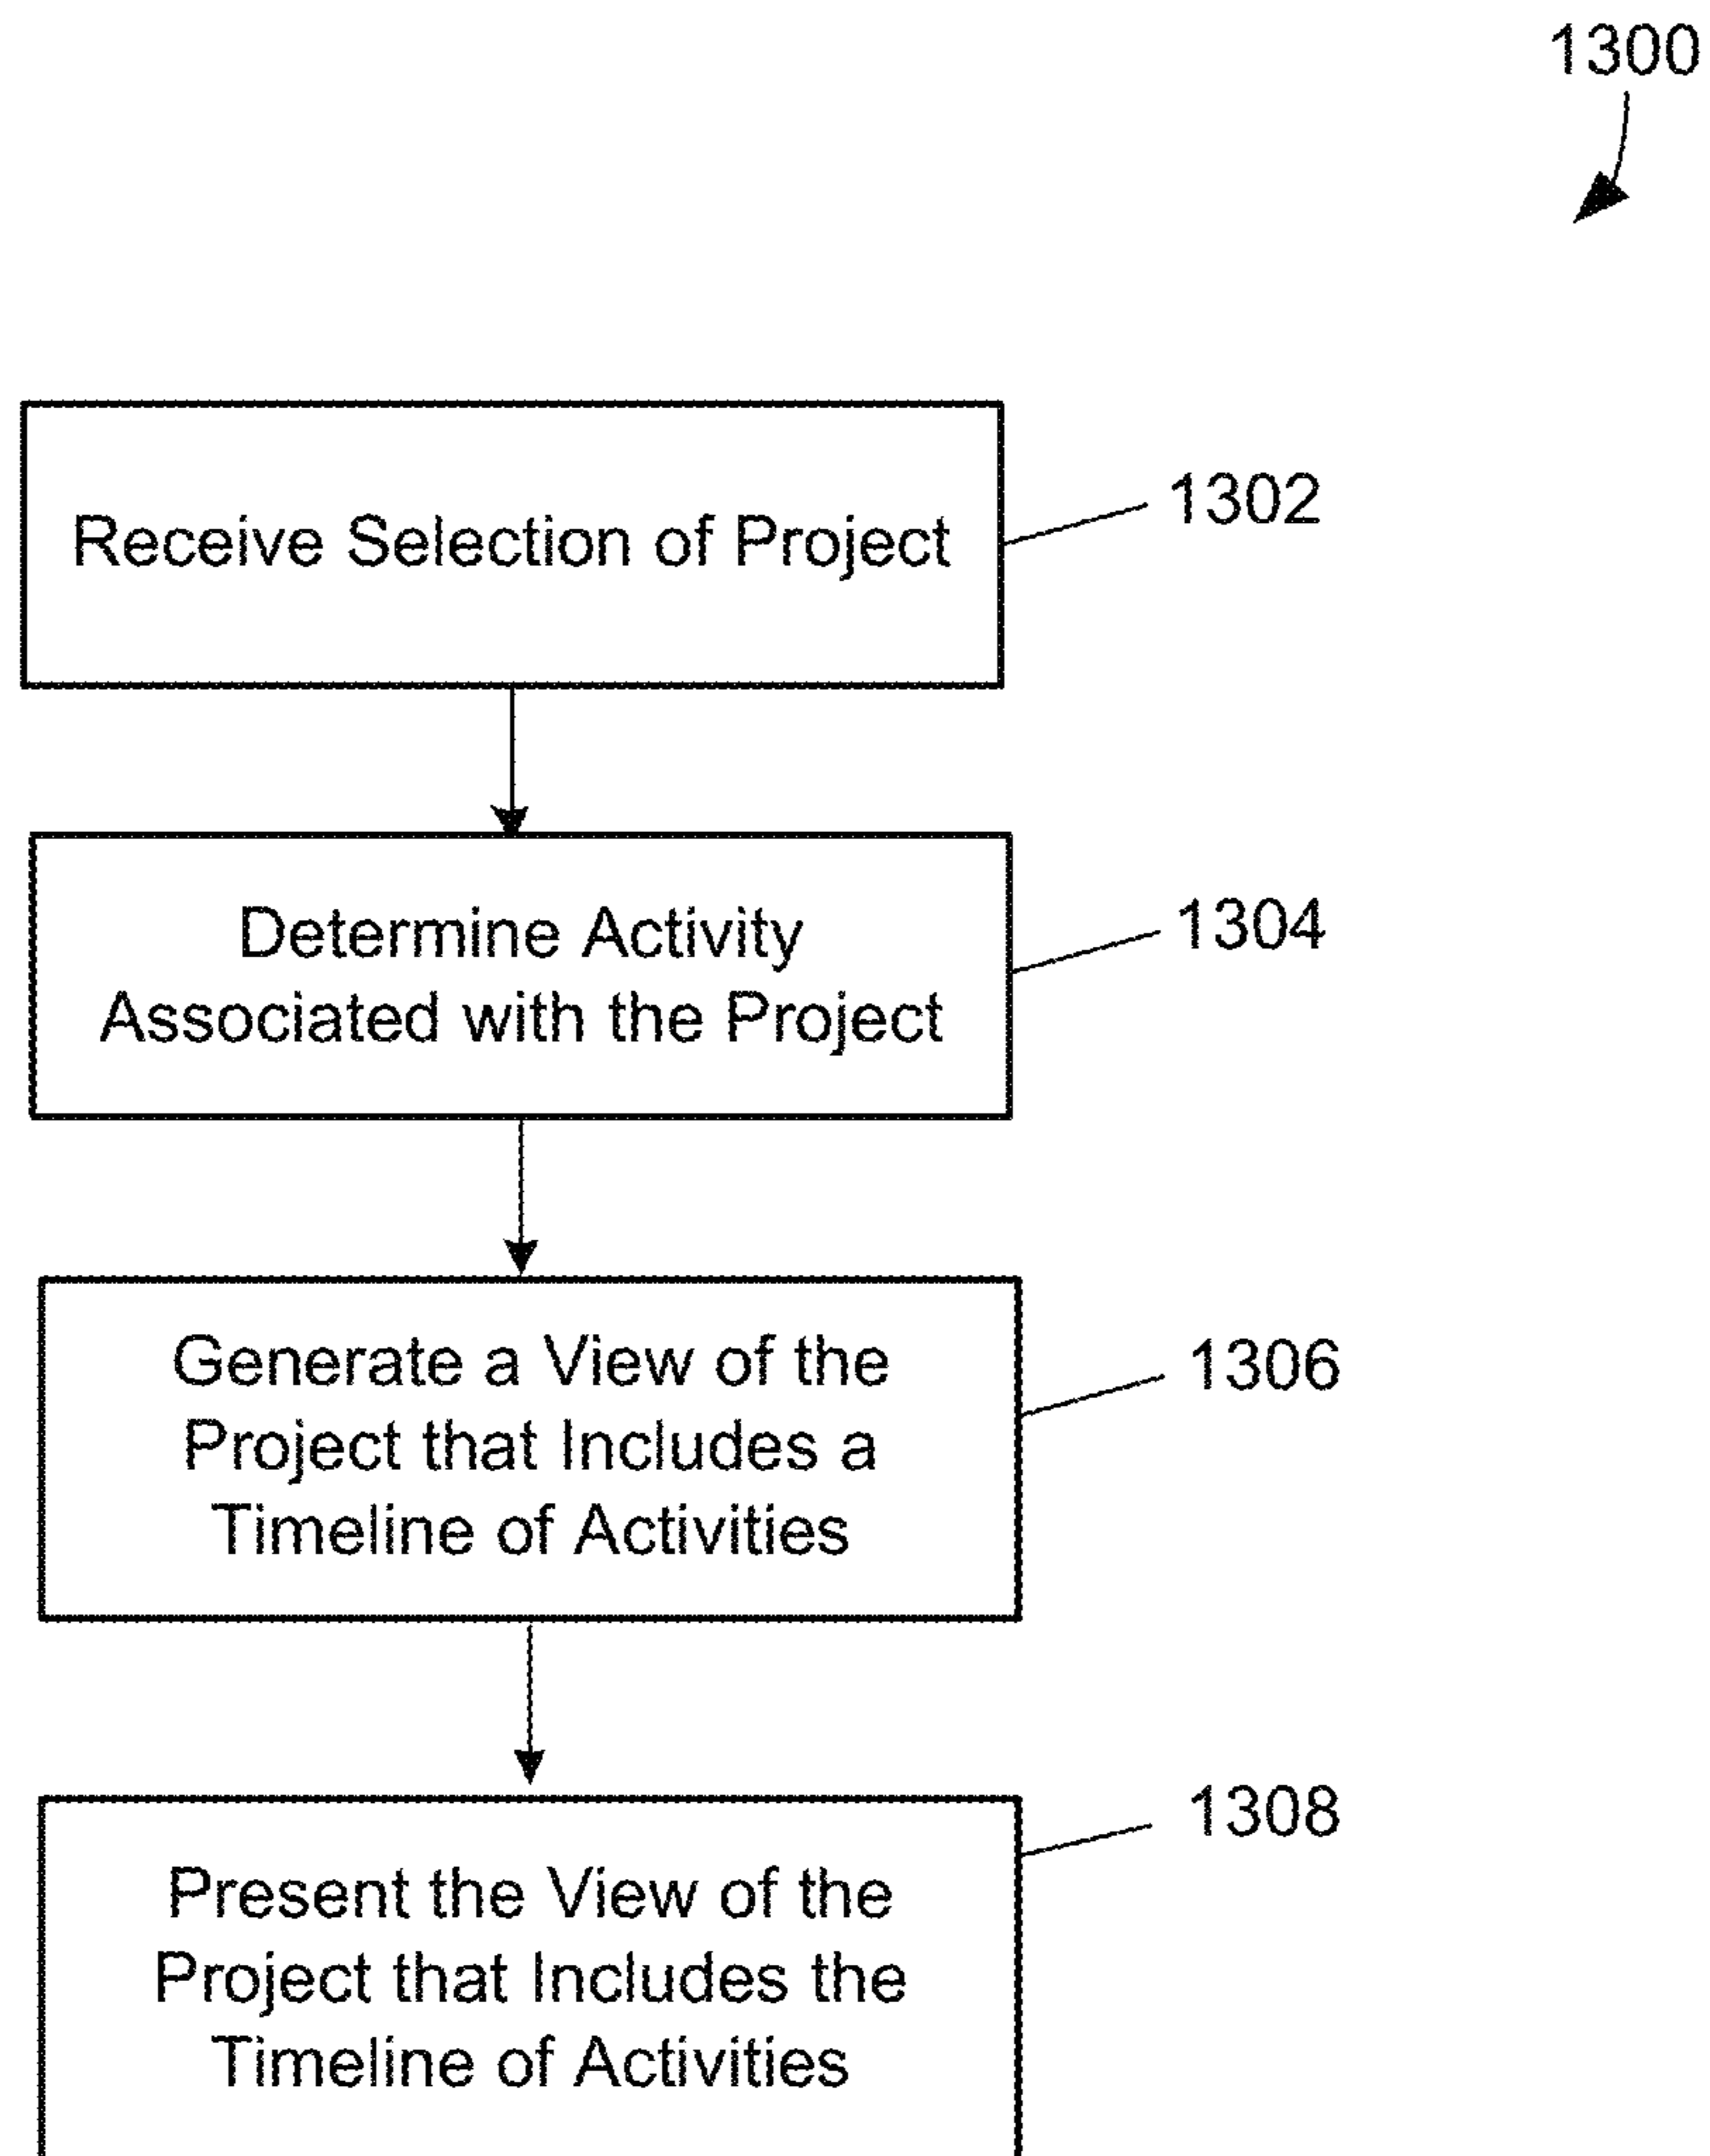 1300
Receive Selection of Project
1302
Determine Activity
Associated with the Project
1304
Generate a View of the
Project that Includes a
Timeline of Activities
1306
Present the View of the
Project that Includes the
Timeline of Activities
1308